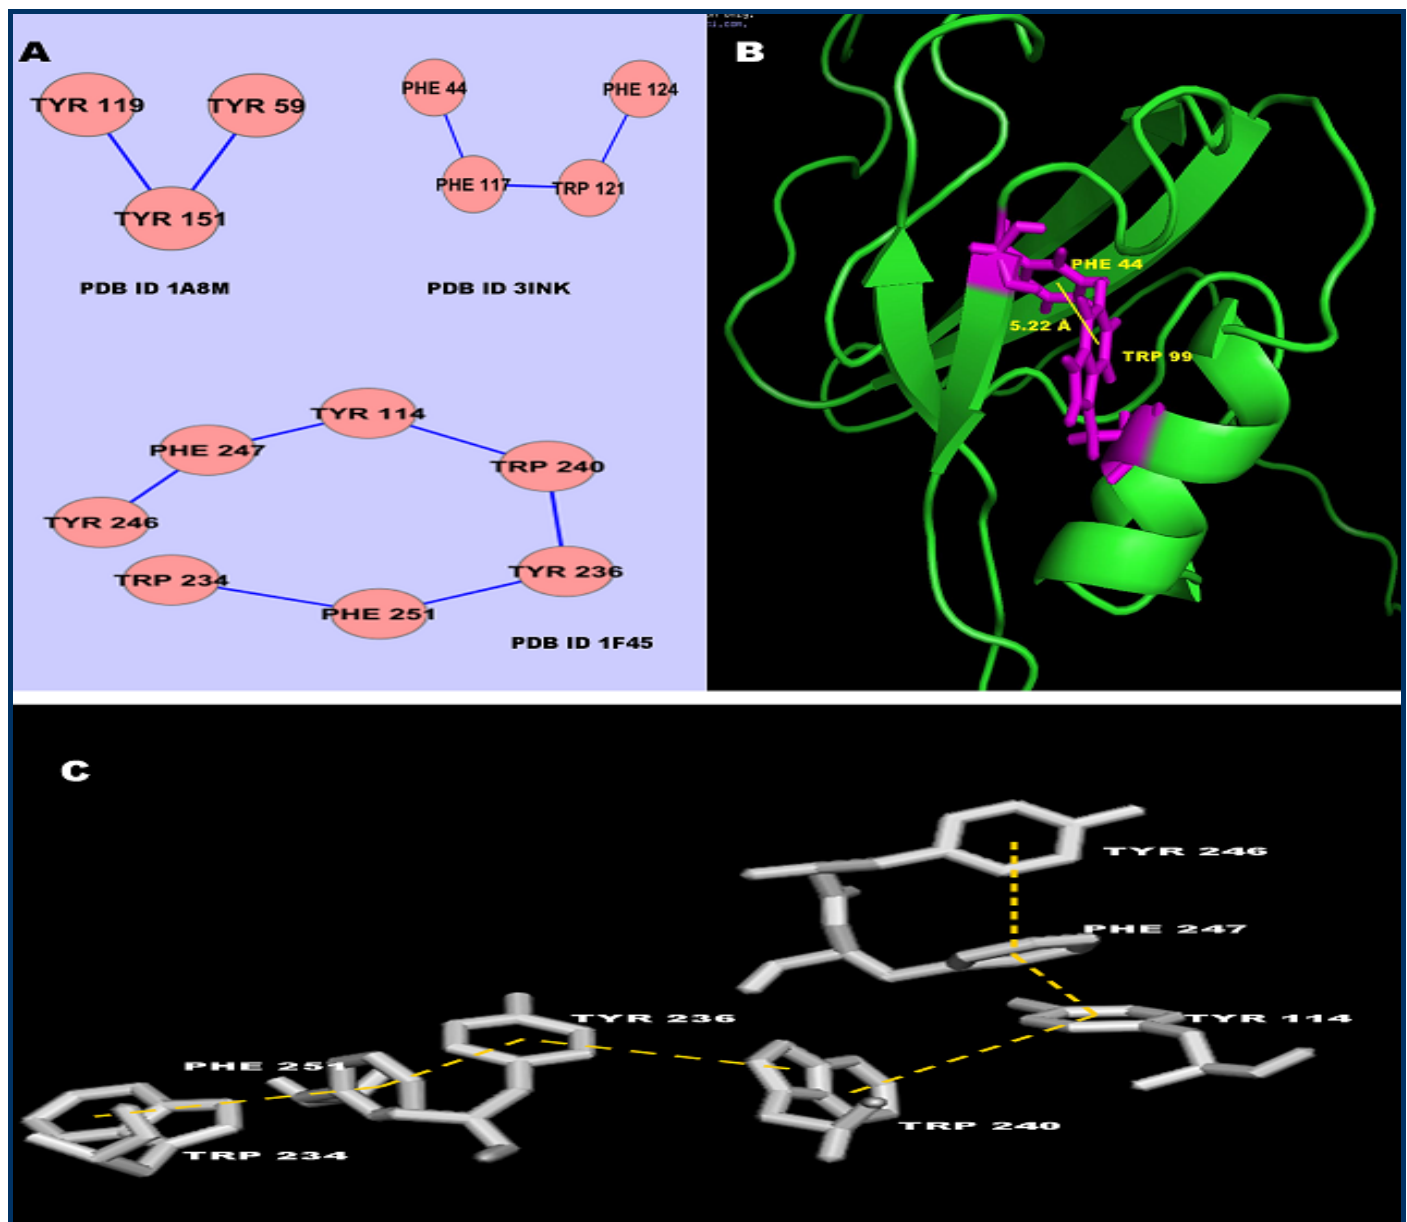 A
TYR 119
TYR 59
TYR 151
PDB ID 1A8M
PHE 44
PHE 124
PHE 117
TRP 121
PDB ID 3INK
TYR 114
PHE 247
TRP 240
TYR 246
TRP 234
TYR 236
PHE 251
PDB ID 1F45
B
PHE 44
5.22 A
TRP 99
C
TYR 246
PHE 247
TYR 236
TYR 114
PHE 251
TRP 240
TRP 234